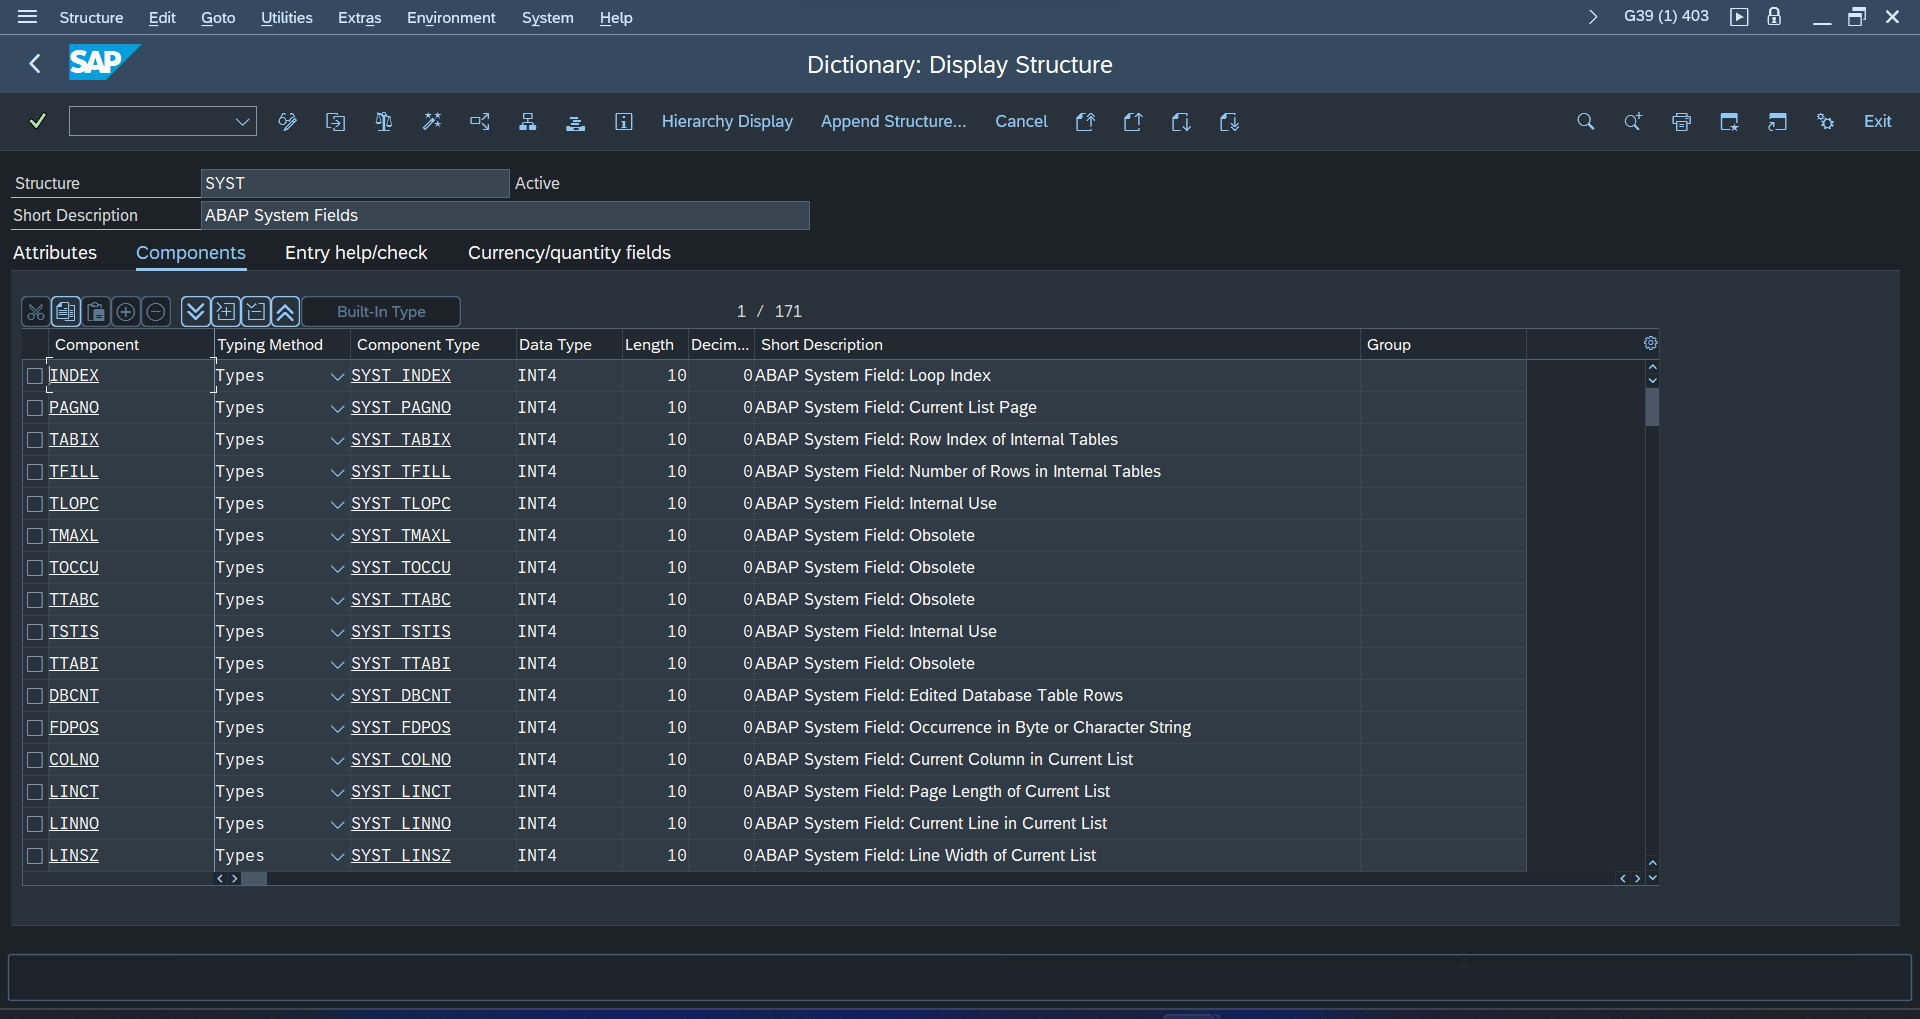 Structure Edit Goto Utilities Extras Environment System Help G39 (1) 403
SAP Dictionary: Display Structure
Hierarchy Display Append Structure... Cancel Exit
Structure SYST Active
Short Description ABAP System Fields
Attributes Components Entry help/check Currency/quantity fields
Built-In Type 1 / 171
Component Typing Method Component Type Data Type Length Decim... Short Description Group
INDEX Types SYST_INDEX INT4 10 0 ABAP System Field: Loop Index
PAGNO Types SYST_PAGNO INT4 10 0 ABAP System Field: Current List Page
TABIX Types SYST_TABIX INT4 10 0 ABAP System Field: Row Index of Internal Tables
TFILL Types SYST_TFILL INT4 10 0 ABAP System Field: Number of Rows in Internal Tables
TLOPC Types SYST_TLOPC INT4 10 0 ABAP System Field: Internal Use
TMAXL Types SYST_TMAXL INT4 10 0 ABAP System Field: Obsolete
TOCCU Types SYST_TOCCU INT4 10 0 ABAP System Field: Obsolete
TTABC Types SYST_TTABC INT4 10 0 ABAP System Field: Obsolete
TSTIS Types SYST_TSTIS INT4 10 0 ABAP System Field: Internal Use
TTABI Types SYST_TTABI INT4 10 0 ABAP System Field: Obsolete
DBCNT Types SYST_DBCNT INT4 10 0 ABAP System Field: Edited Database Table Rows
FDPOS Types SYST_FDPOS INT4 10 0 ABAP System Field: Occurrence in Byte or Character String
COLNO Types SYST_COLNO INT4 10 0 ABAP System Field: Current Column in Current List
LINCT Types SYST_LINCT INT4 10 0 ABAP System Field: Page Length of Current List
LINNO Types SYST_LINNO INT4 10 0 ABAP System Field: Current Line in Current List
LINSZ Types SYST_LINSZ INT4 10 0 ABAP System Field: Line Width of Current List